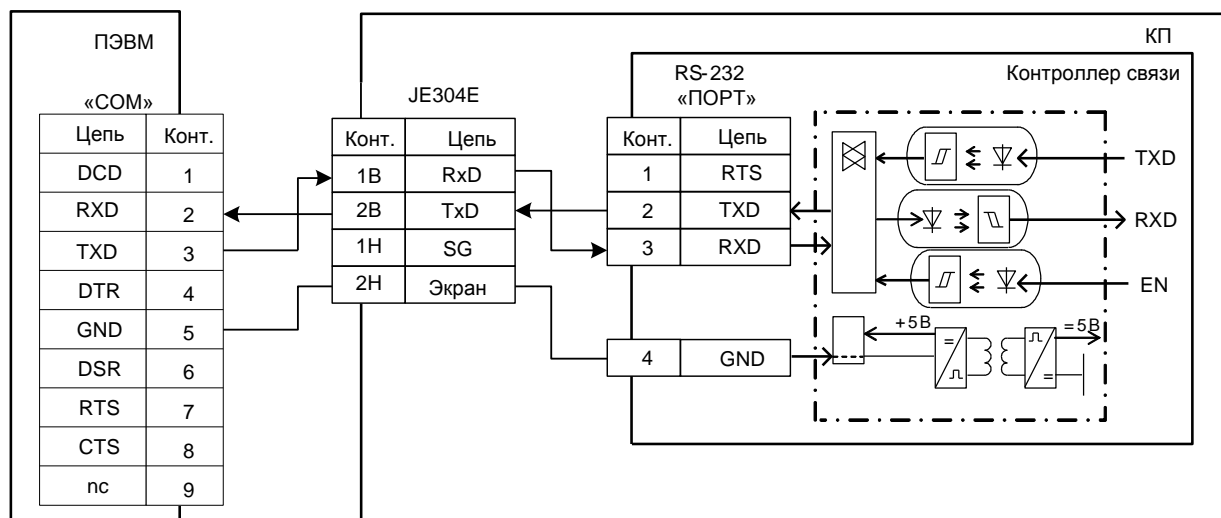 ПЭВМ
«COM»
Цепь Конт.
DCD 1
RXD 2
TXD 3
DTR 4
GND 5
DSR 6
RTS 7
CTS 8
nc 9
JE304E
Конт. Цепь
1В RxD
2В TxD
1Н SG
2Н Экран
КП
Контроллер связи
RS-232
«ПОРТ»
Конт. Цепь
1 RTS
2 TXD
3 RXD
4 GND
TXD
RXD
EN
+5В
=5В